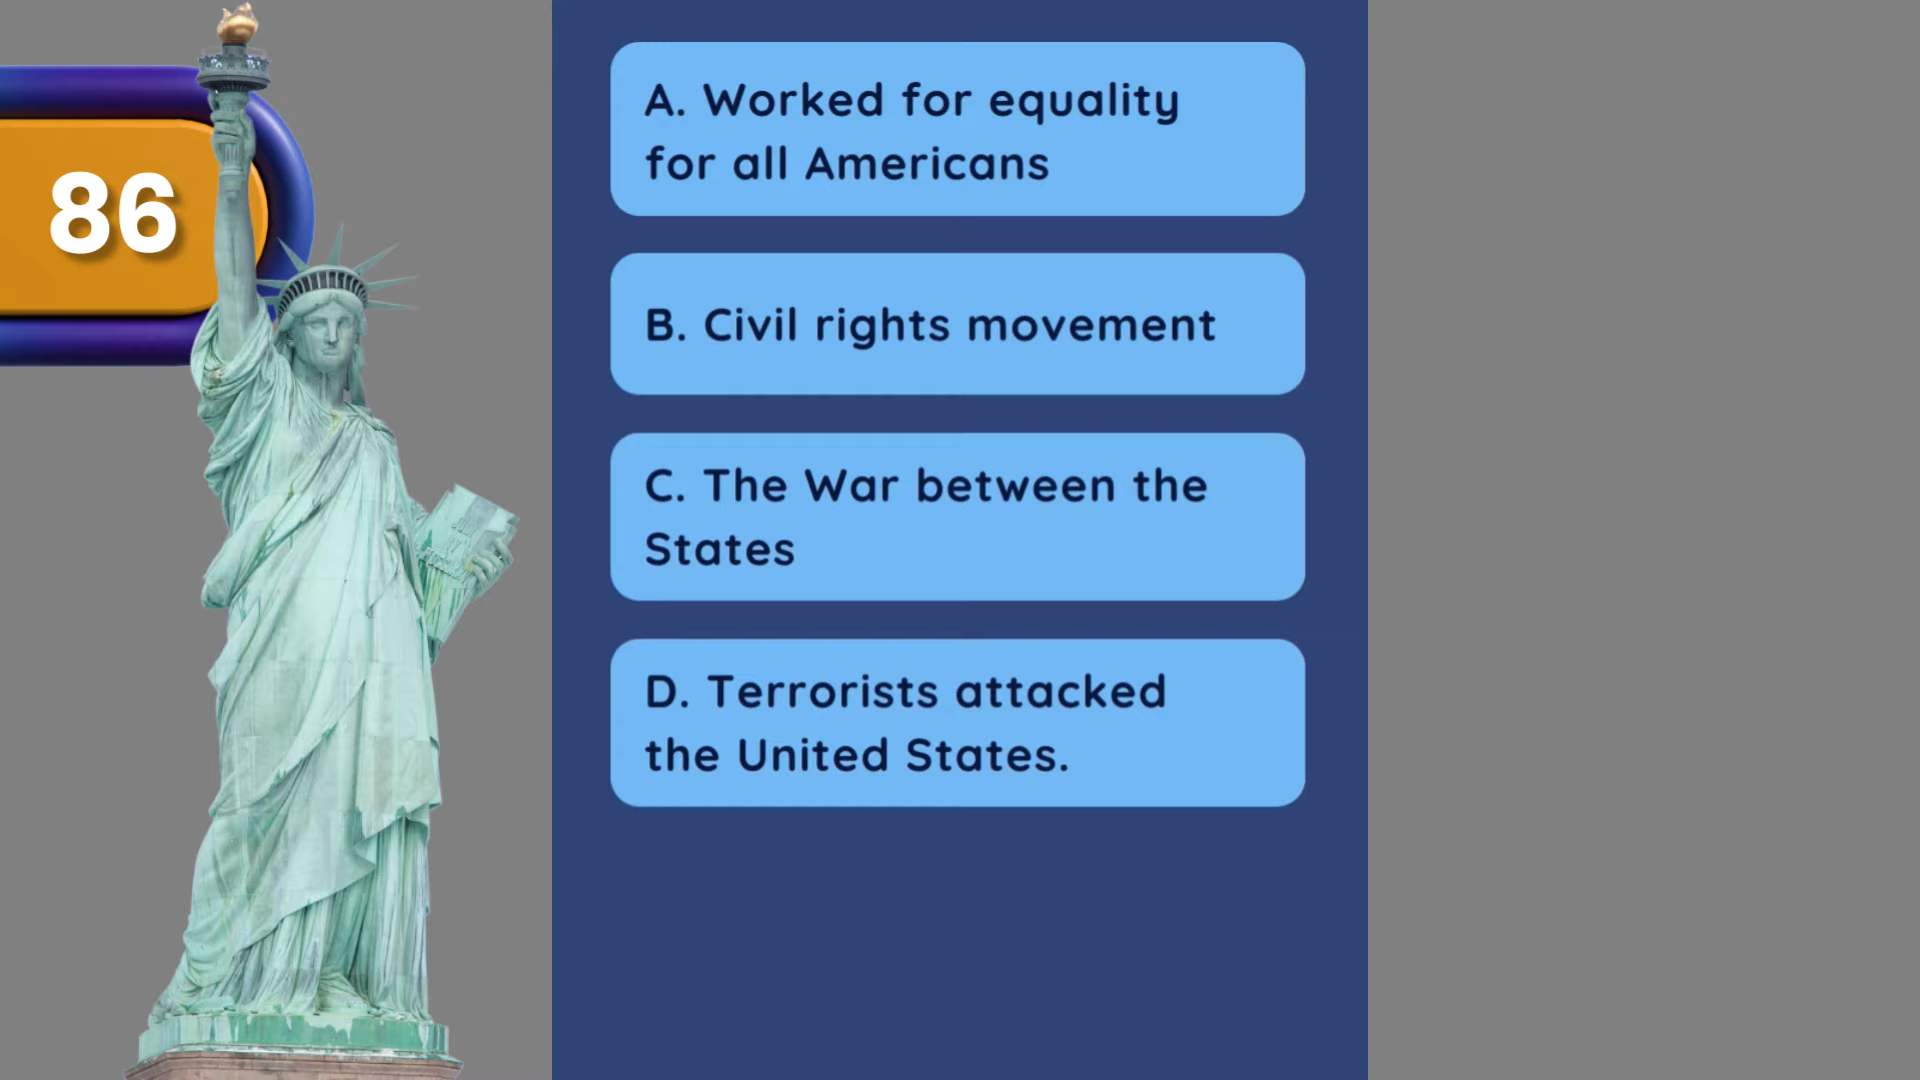 86
A. Worked for equality
for all Americans
B. Civil rights movement
C. The War between the
States
D. Terrorists attacked
the United States.